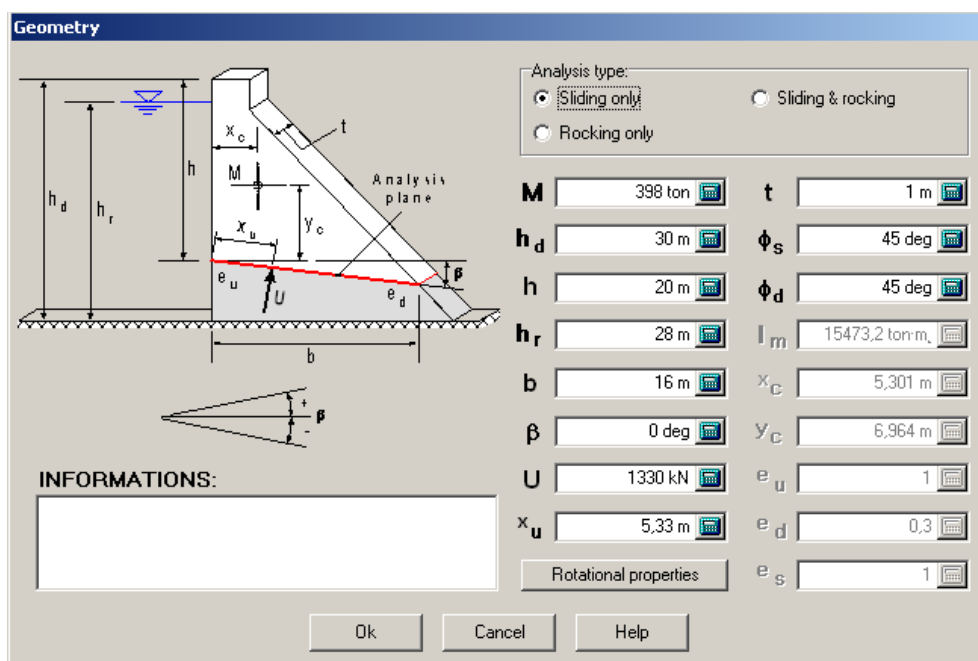 Geometry
x c
t
M
h
Analysis
plane
h d
h r
y c
x u
β
e u
U
e d
b
+
β
-
INFORMATIONS:
Analysis type:
Sliding only
Sliding & rocking
Rocking only
M 398 ton
t 1 m
h d 30 m
ϕ s 45 deg
h 20 m
ϕ d 45 deg
h r 28 m
I m 15473,2 ton·m
b 16 m
x c 5,301 m
β 0 deg
y c 6,964 m
U 1330 kN
e u 1
x u 5,33 m
e d 0,3
Rotational properties
e s 1
Ok Cancel Help